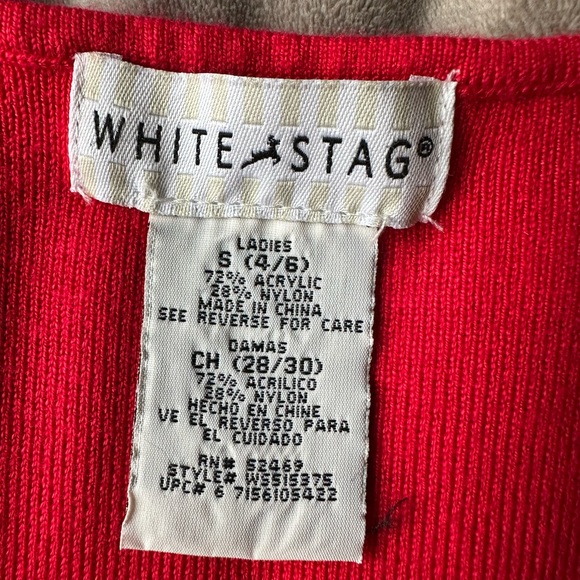 WHITE STAG®
LADIES
S (4/6)
72% ACRYLIC
28% NYLON
MADE IN CHINA
SEE REVERSE FOR CARE
DAMAS
CH (28/30)
72% ACRILICO
28% NYLON
HECHO EN CHINE
VE EL REVERSO PARA
EL CUIDADO
RN# 52469
STYLE# WS515375
UPC# 6 7156105422